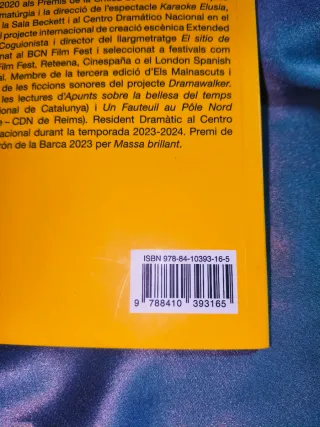 2020 als Premis de la Crítica
maturgia i la direcció de l'espectacle Karaoke Elusia,
la Sala Beckett i al Centro Dramático Nacional en el
projecte internacional de creació escènica Extended
Coguionista i director del llargmetratge El sitio de
nat al BCN Film Fest i seleccionat a festivals com
Film Fest, Reteena, Cinespaña o el London Spanish
al. Membre de la tercera edició d'Els Malnascuts i
de les ficcions sonores del projecte Dramawalker.
les lectures d'Apunts sobre la bellesa del temps
ional de Catalunya) i Un Fauteuil au Pôle Nord
e – CDN de Reims). Resident Dramàtic al Centro
acional durant la temporada 2023-2024. Premi de
rón de la Barca 2023 per Massa brillant.
ISBN 978-84-10393-16-5
9 788410 393165